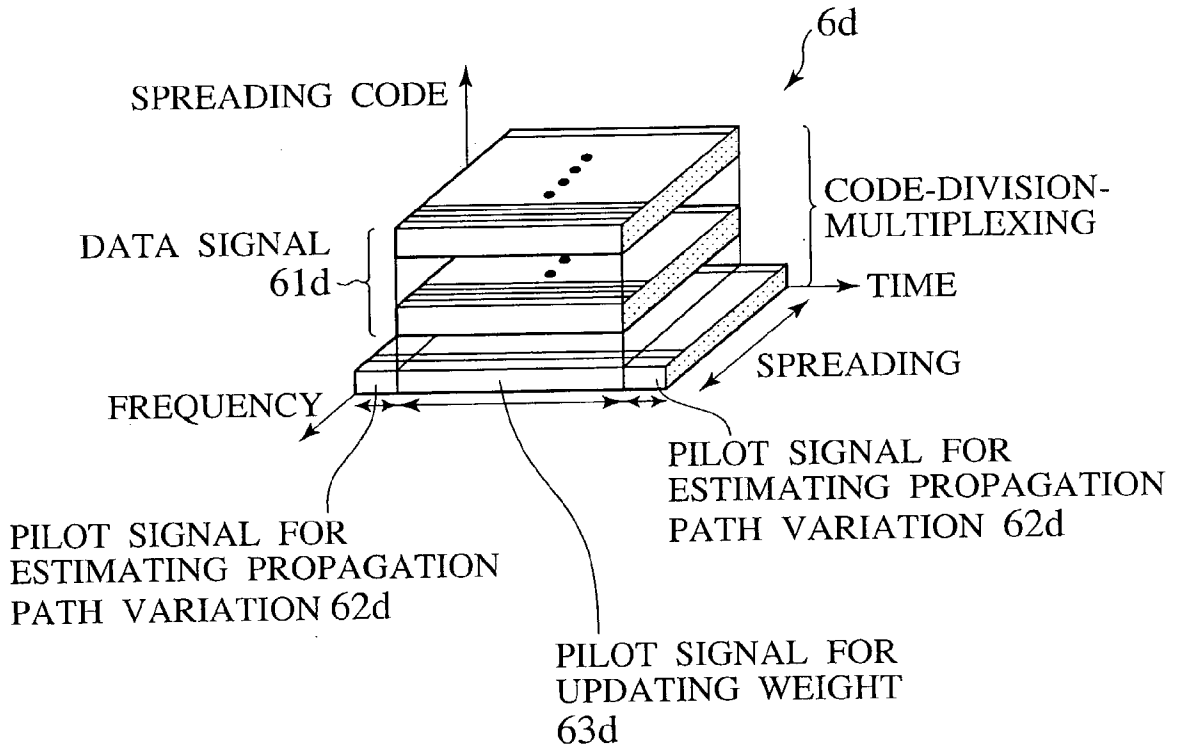 6d
SPREADING CODE
CODE-DIVISION-
MULTIPLEXING
DATA SIGNAL
61d
TIME
SPREADING
FREQUENCY
PILOT SIGNAL FOR
ESTIMATING PROPAGATION
PATH VARIATION 62d
PILOT SIGNAL FOR
ESTIMATING PROPAGATION
PATH VARIATION 62d
PILOT SIGNAL FOR
UPDATING WEIGHT
63d